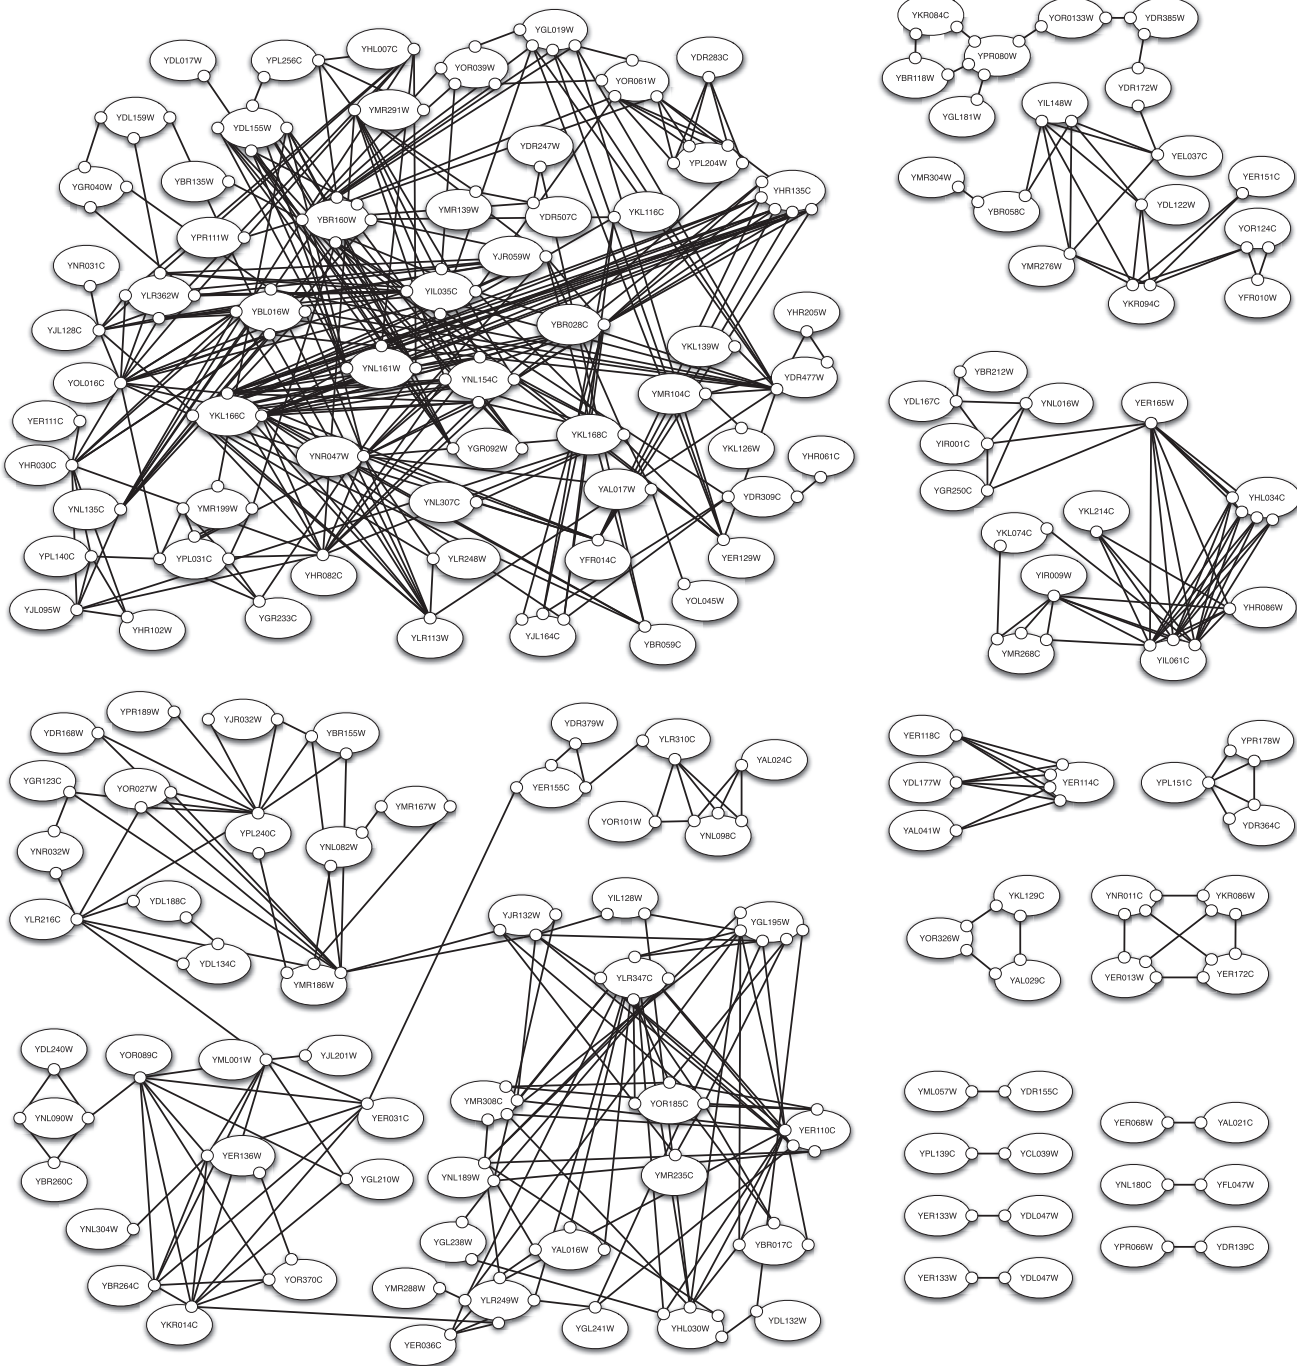 YKR084C
YOR0133W
YDR385W
YGL019W
YDL017W
YPL256C
YHL007C
YOR039W
YDR283C
YPR080W
YBR118W
YOR061W
YDR172W
YIL148W
YMR291W
YGL181W
YDL159W
YDL155W
YDR247W
YEL037C
YPL204W
YBR135W
YGR040W
YMR304W
YER151C
YHR135C
YMR139W
YDR507C
YKL116C
YBR058C
YDL122W
YBR160W
YOR124C
YPR111W
YJR059W
YNR031C
YMR276W
YLR362W
YIL035C
YFR010W
YBL016W
YKR094C
YHR205W
YJL128C
YBR028C
YKL139W
YNL161W
YBR212W
YDR477W
YOL016C
YNL154C
YMR104C
YDL167C
YNL016W
YER165W
YKL166C
YER111C
YKL168C
YIR001C
YGR092W
YKL126W
YNR047W
YHR061C
YHR030C
YGR250C
YAL017W
YDR309C
YHL034C
YNL307C
YMR199W
YNL135C
YKL214C
YKL074C
YPL140C
YPL031C
YLR248W
YFR014C
YER129W
YHR082C
YIR009W
YOL045W
YHR086W
YJL095W
YGR233C
YHR102W
YLR113W
YJL164C
YBR059C
YMR268C
YIL061C
YPR189W
YJR032W
YDR379W
YDR168W
YBR155W
YLR310C
YER118C
YPR178W
YAL024C
YGR123C
YOR027W
YER155C
YDL177W
YER114C
YPL151C
YMR167W
YPL240C
YOR101W
YNL098C
YAL041W
YDR364C
YNL082W
YNR032W
YDL188C
YIL128W
YKL129C
YNR011C
YKR086W
YLR216C
YJR132W
YGL195W
YOR326W
YDL134C
YLR347C
YER013W
YER172C
YMR186W
YAL029C
YDL240W
YOR089C
YML001W
YJL201W
YML057W
YDR155C
YMR308C
YOR185C
YNL090W
YER031C
YER068W
YAL021C
YER110C
YER136W
YPL139C
YCL039W
YMR235C
YNL189W
YBR260C
YGL210W
YNL180C
YFL047W
YER133W
YDL047W
YNL304W
YGL238W
YAL016W
YBR017C
YPR066W
YDR139C
YOR370C
YBR264C
YMR288W
YER133W
YDL047W
YLR249W
YKR014C
YGL241W
YHL030W
YDL132W
YER036C